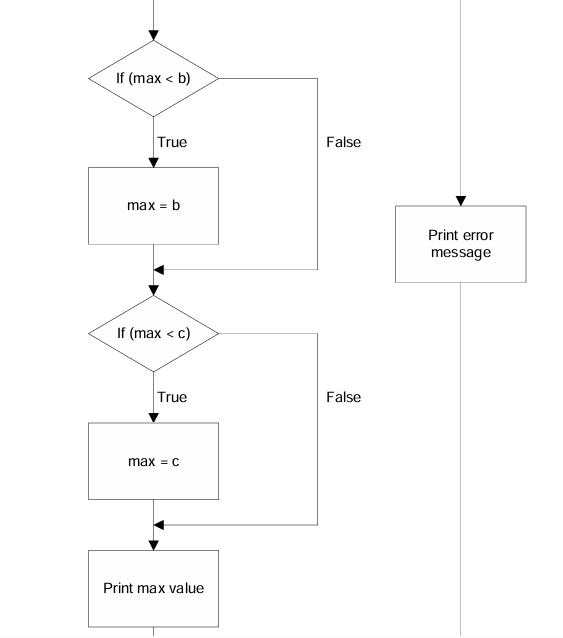 If (max < b)
True
False
max = b
Print error
message
If (max < c)
True
False
max = c
Print max value